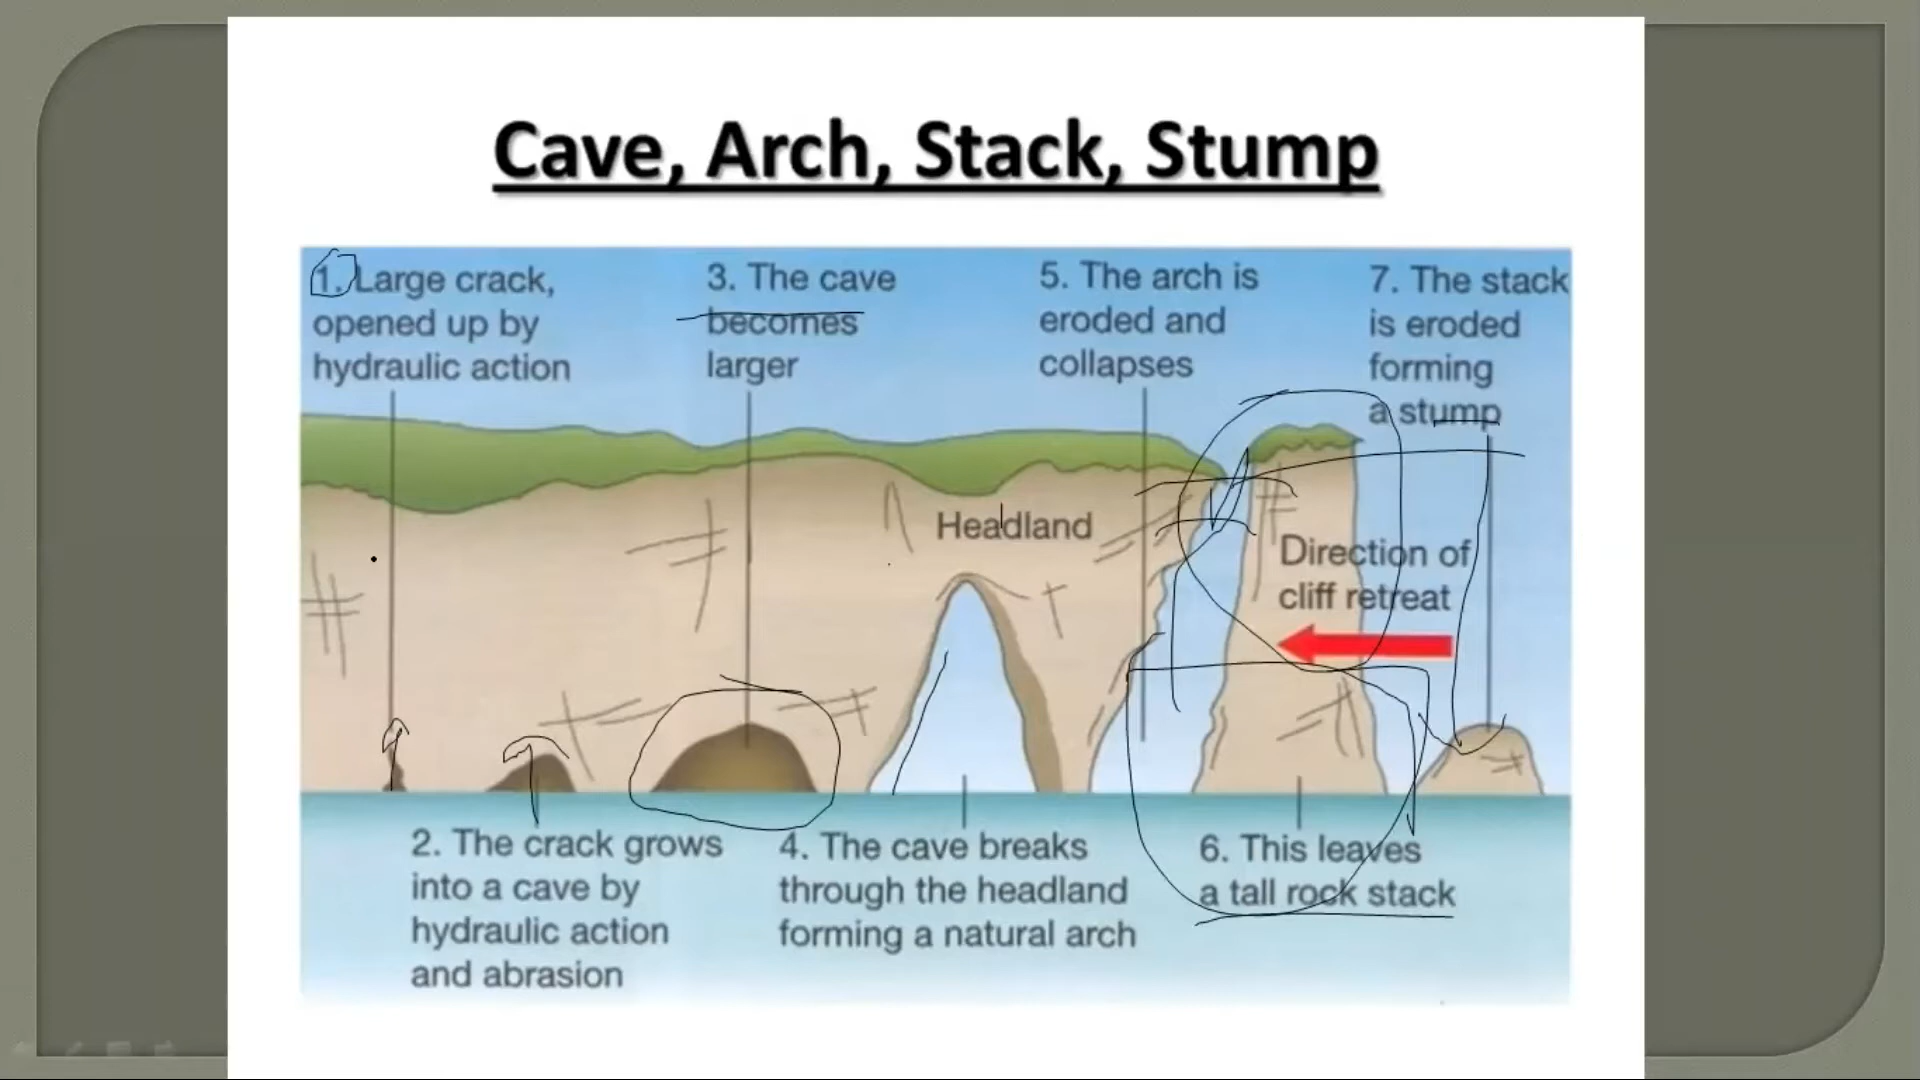 Cave, Arch, Stack, Stump
1. Large crack,
opened up by
hydraulic action
3. The cave
becomes
larger
5. The arch is
eroded and
collapses
7. The stack
is eroded
forming
a stump
Headland
Direction of
cliff retreat
2. The crack grows
into a cave by
hydraulic action
and abrasion
4. The cave breaks
through the headland
forming a natural arch
6. This leaves
a tall rock stack